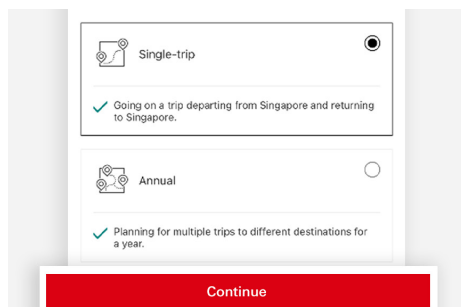 Single-trip
Going on a trip departing from Singapore and returning
to Singapore.
Annual
Planning for multiple trips to different destinations for
a year.
Continue